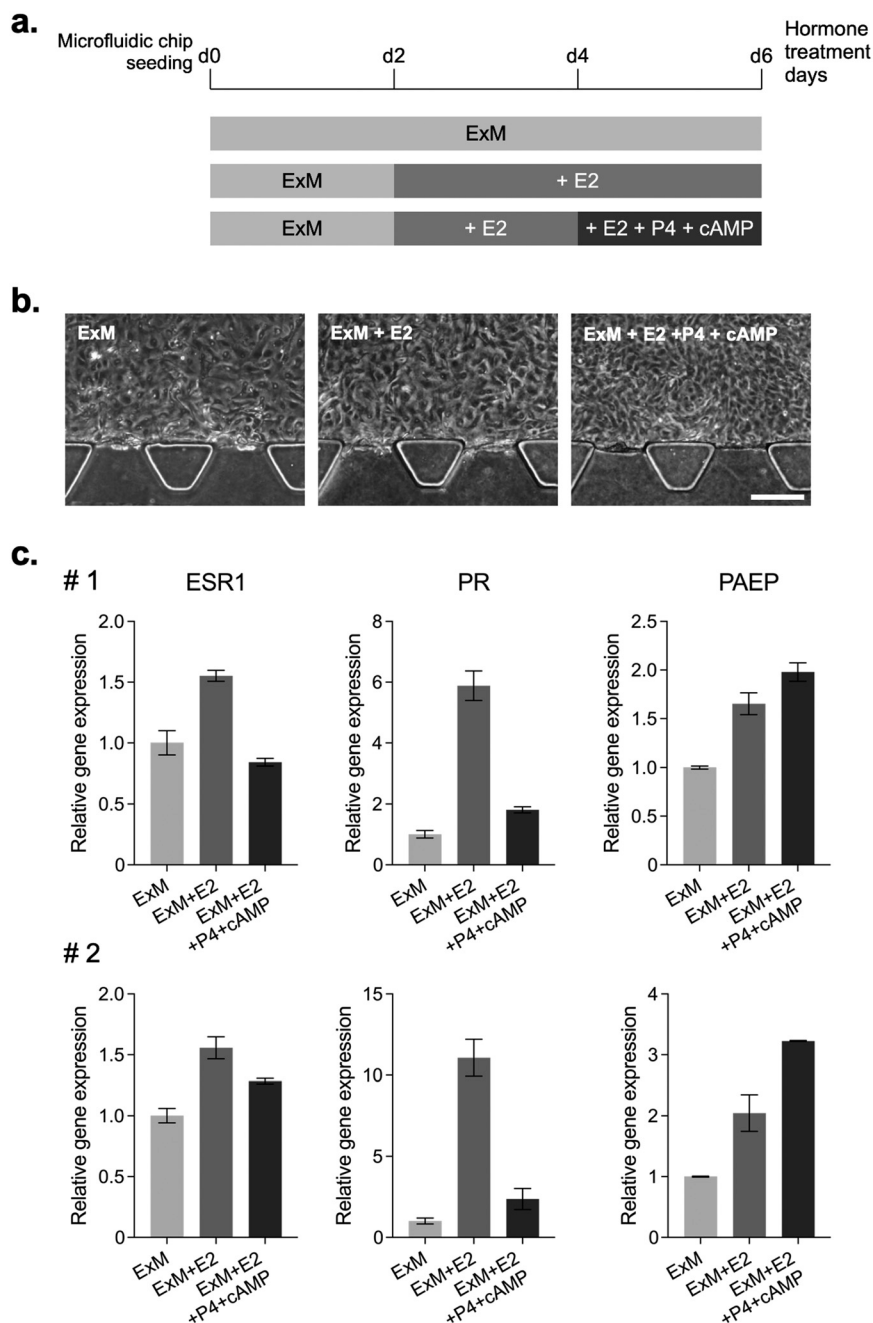 a.
Microfluidic chip
seeding
d0
d2
d4
d6
Hormone
treatment
days
ExM
ExM
+ E2
ExM
+ E2
+ E2 + P4 + cAMP
b.
ExM
ExM + E2
ExM + E2 +P4 + cAMP
c.
# 1
ESR1
PR
PAEP
Relative gene expression
2.0
1.5
1.0
0.5
0
ExM
ExM+E2
ExM+E2
+P4+cAMP
Relative gene expression
8
6
4
2
0
ExM
ExM+E2
ExM+E2
+P4+cAMP
Relative gene expression
2.5
2.0
1.5
1.0
0.5
0
ExM
ExM+E2
ExM+E2
+P4+cAMP
# 2
Relative gene expression
2.0
1.5
1.0
0.5
0
ExM
ExM+E2
ExM+E2
+P4+cAMP
Relative gene expression
15
10
5
0
ExM
ExM+E2
ExM+E2
+P4+cAMP
Relative gene expression
4
3
2
1
0
ExM
ExM+E2
ExM+E2
+P4+cAMP